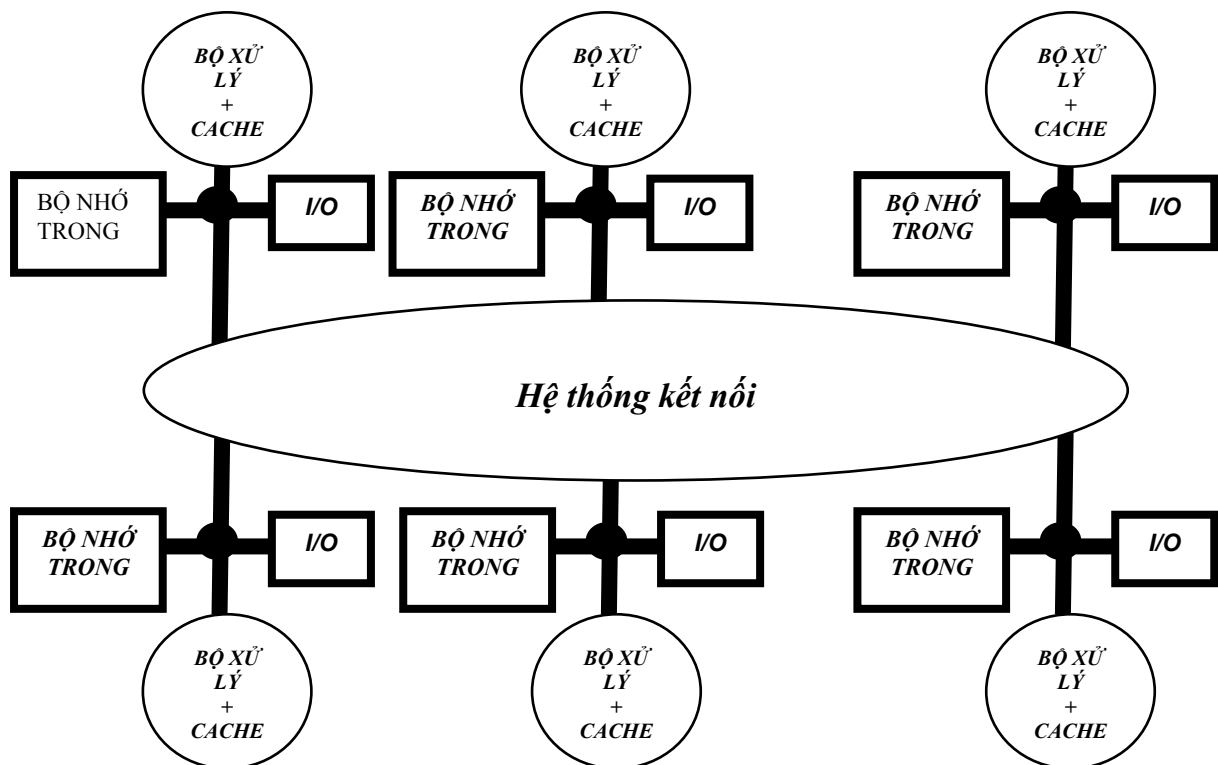 BỘ XỬ
LÝ
+
CACHE
BỘ XỬ
LÝ
+
CACHE
BỘ XỬ
LÝ
+
CACHE
BỘ NHỚ
TRONG
I/O
BỘ NHỚ
TRONG
I/O
BỘ NHỚ
TRONG
I/O
Hệ thống kết nối
BỘ NHỚ
TRONG
I/O
BỘ NHỚ
TRONG
I/O
BỘ NHỚ
TRONG
I/O
BỘ XỬ
LÝ
+
CACHE
BỘ XỬ
LÝ
+
CACHE
BỘ XỬ
LÝ
+
CACHE